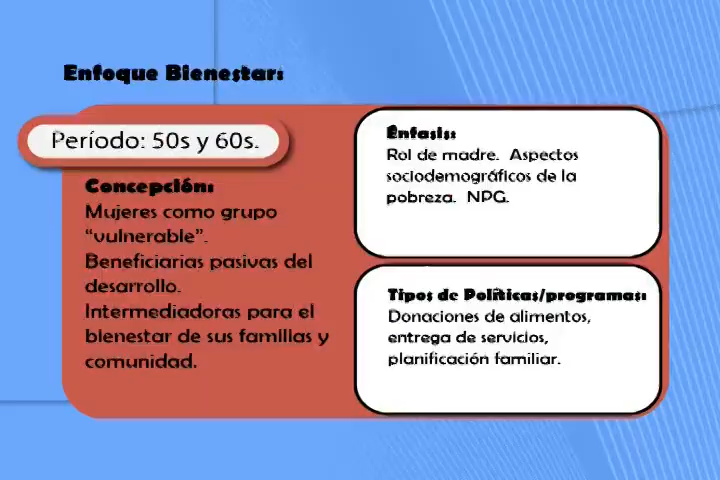 Enfoque Bienestar:
Período: 50s y 60s.
Concepción:
Mujeres como grupo
“vulnerable”.
Beneficiarias pasivas del
desarrollo.
Intermediadoras para el
bienestar de sus familias y
comunidad.
Énfasis:
Rol de madre. Aspectos
sociodemográficos de la
pobreza. NPG.
Tipos de Políticas/programas:
Donaciones de alimentos,
entrega de servicios,
planificación familiar.